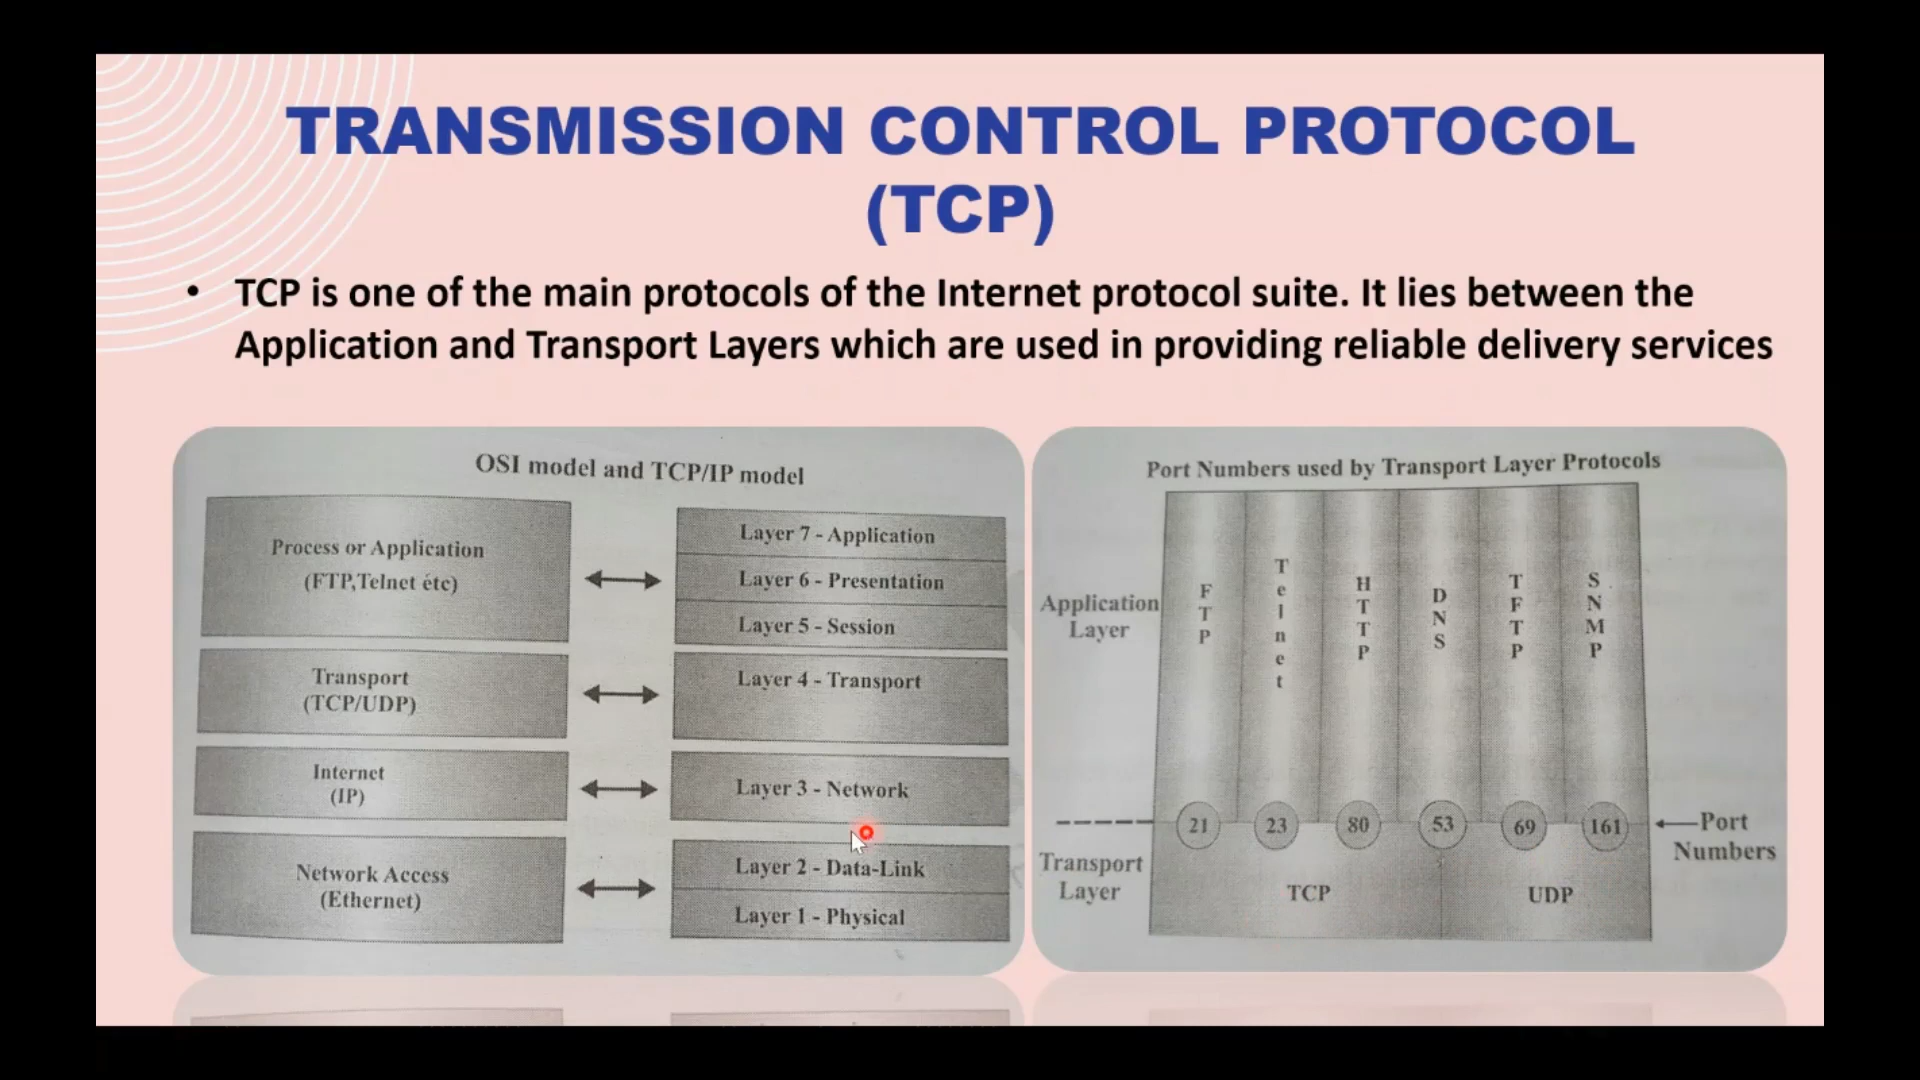 TRANSMISSION CONTROL PROTOCOL
(TCP)
• TCP is one of the main protocols of the Internet protocol suite. It lies between the
Application and Transport Layers which are used in providing reliable delivery services
OSI model and TCP/IP model
Process or Application
(FTP,Telnet étc)
Transport
(TCP/UDP)
Internet
(IP)
Network Access
(Ethernet)
Layer 7 - Application
Layer 6 - Presentation
Layer 5 - Session
Layer 4 - Transport
Layer 3 - Network
Layer 2 - Data-Link
Layer 1 - Physical
Port Numbers used by Transport Layer Protocols
Application
Layer
FTP
Telnet
HTTP
DNS
TFTP
SNMP
21
23
80
53
69
161
Port
Numbers
Transport
Layer
TCP
UDP